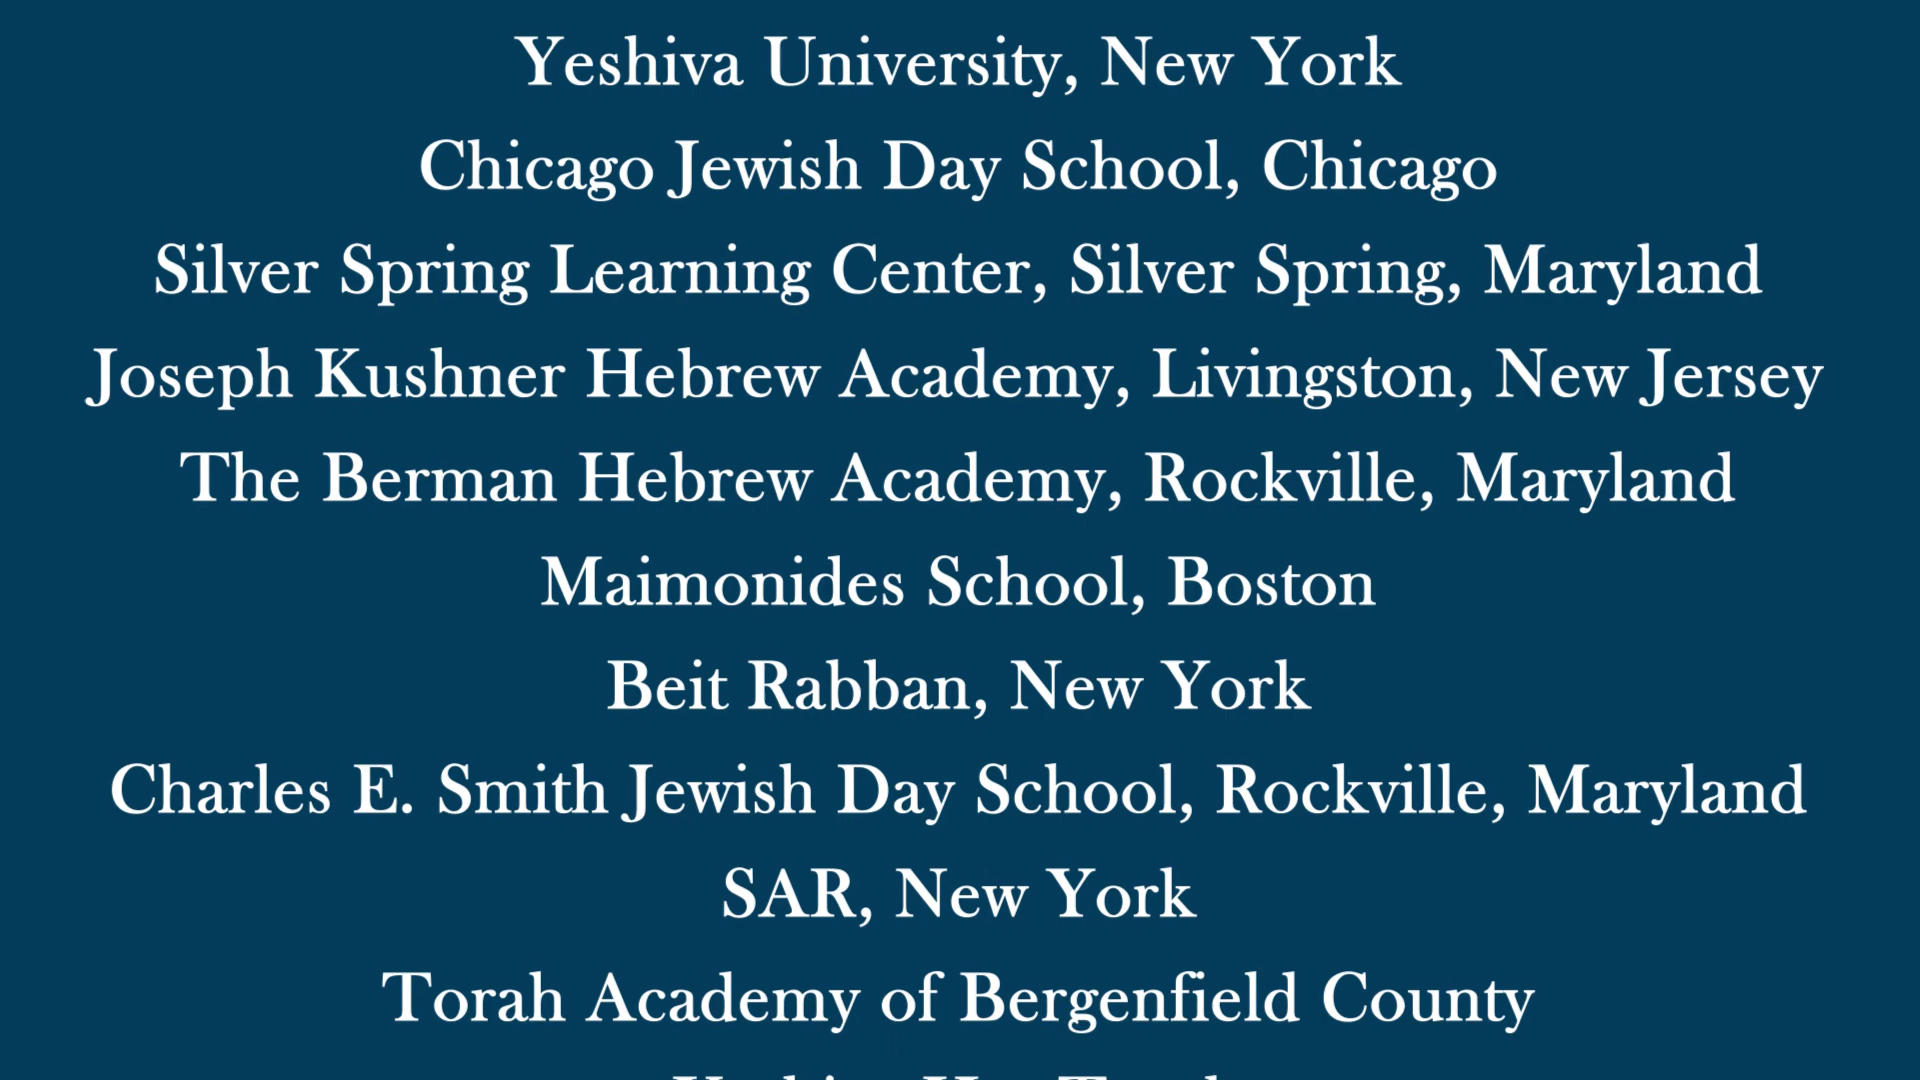 Yeshiva University, New York
Chicago Jewish Day School, Chicago
Silver Spring Learning Center, Silver Spring, Maryland
Joseph Kushner Hebrew Academy, Livingston, New Jersey
The Berman Hebrew Academy, Rockville, Maryland
Maimonides School, Boston
Beit Rabban, New York
Charles E. Smith Jewish Day School, Rockville, Maryland
SAR, New York
Torah Academy of Bergenfield County